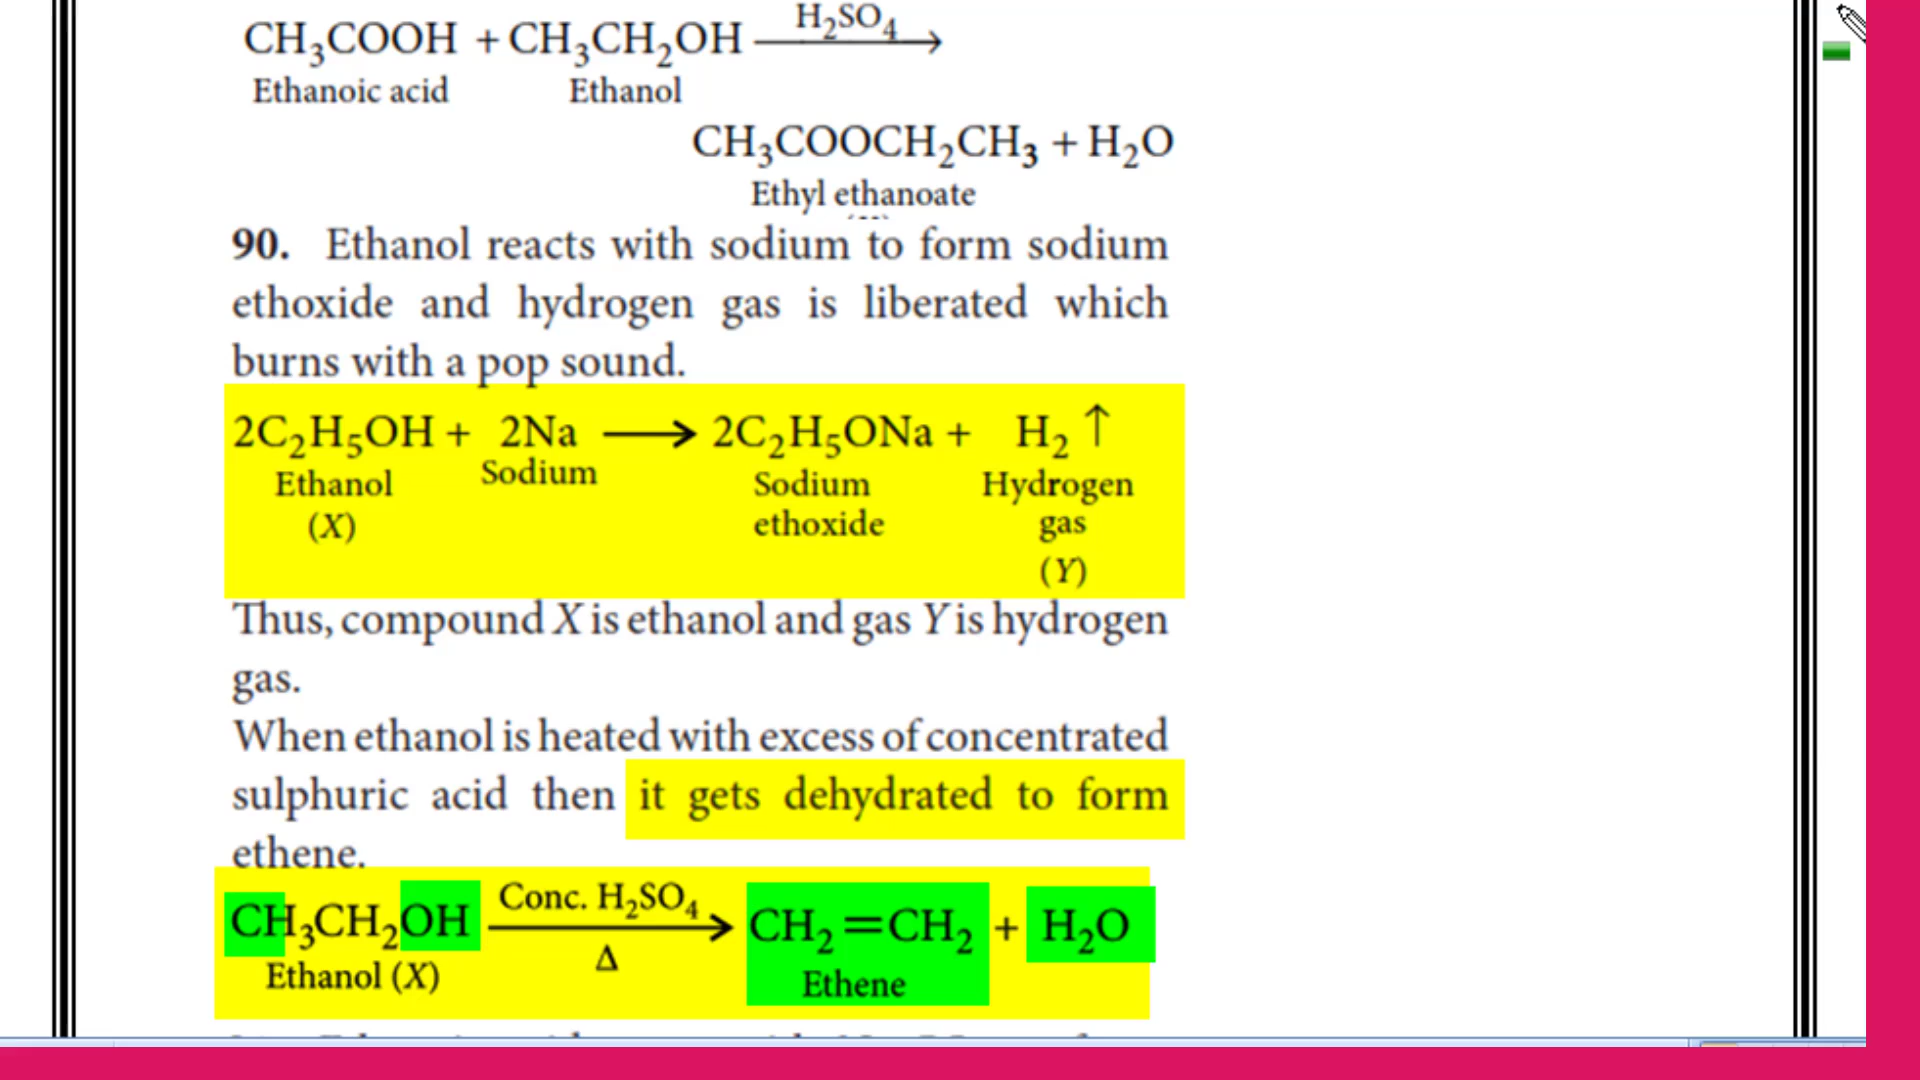 CH₃COOH + CH₃CH₂OH —H₂SO₄→
Ethanoic acid Ethanol
CH₃COOCH₂CH₃ + H₂O
Ethyl ethanoate
90. Ethanol reacts with sodium to form sodium
ethoxide and hydrogen gas is liberated which
burns with a pop sound.
2C₂H₅OH + 2Na ⟶ 2C₂H₅ONa + H₂ ↑
Ethanol Sodium Sodium Hydrogen
(X) ethoxide gas
(Y)
Thus, compound X is ethanol and gas Y is hydrogen
gas.
When ethanol is heated with excess of concentrated
sulphuric acid then it gets dehydrated to form
ethene.
Conc. H₂SO₄
CH₃CH₂OH ⟶ CH₂=CH₂ + H₂O
Δ
Ethanol (X) Ethene